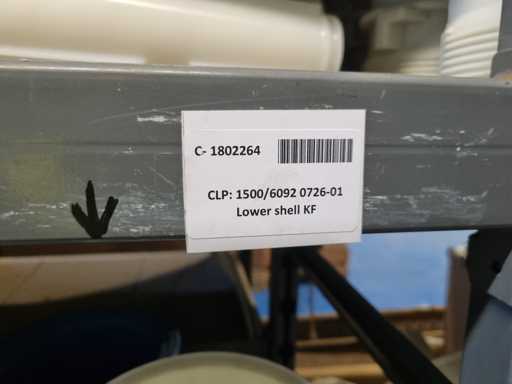 C- 1802264
CLP: 1500/6092 0726-01
Lower shell KF